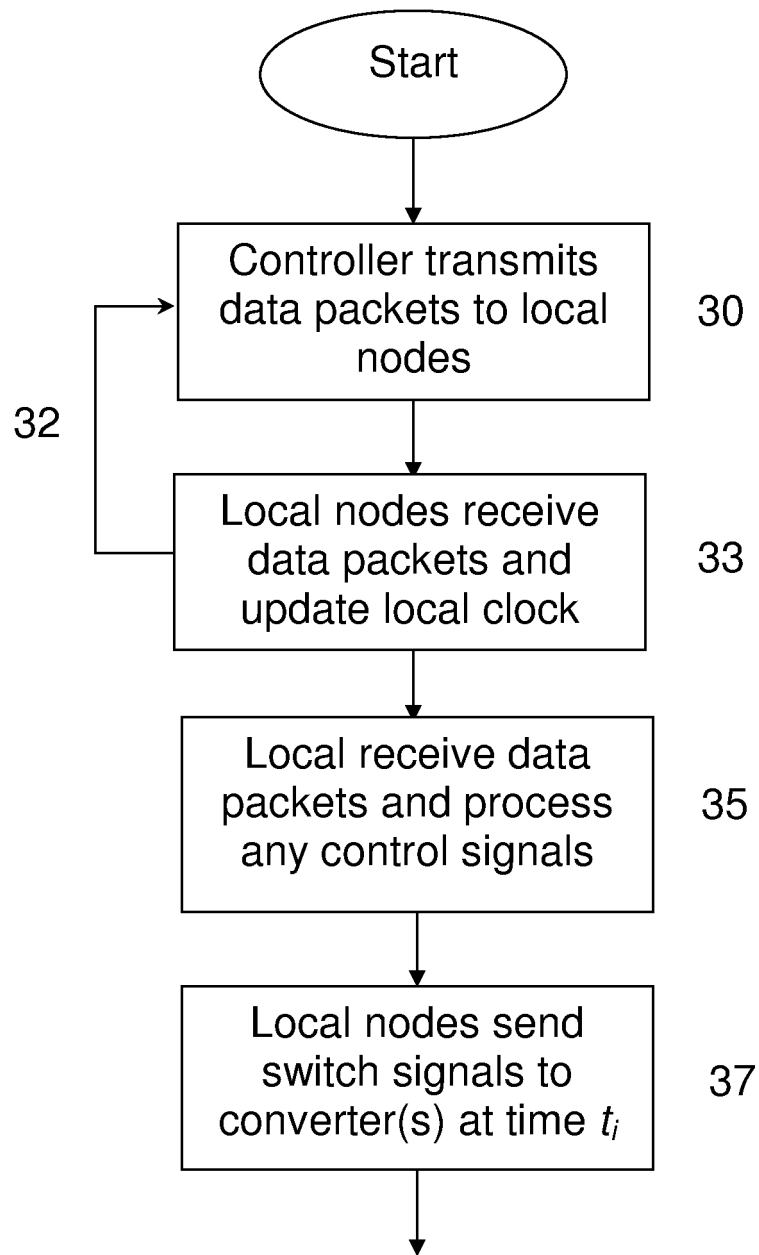 Start
Controller transmits
data packets to local
nodes
30
32
Local nodes receive
data packets and
update local clock
33
Local receive data
packets and process
any control signals
35
Local nodes send
switch signals to
converter(s) at time ti
37